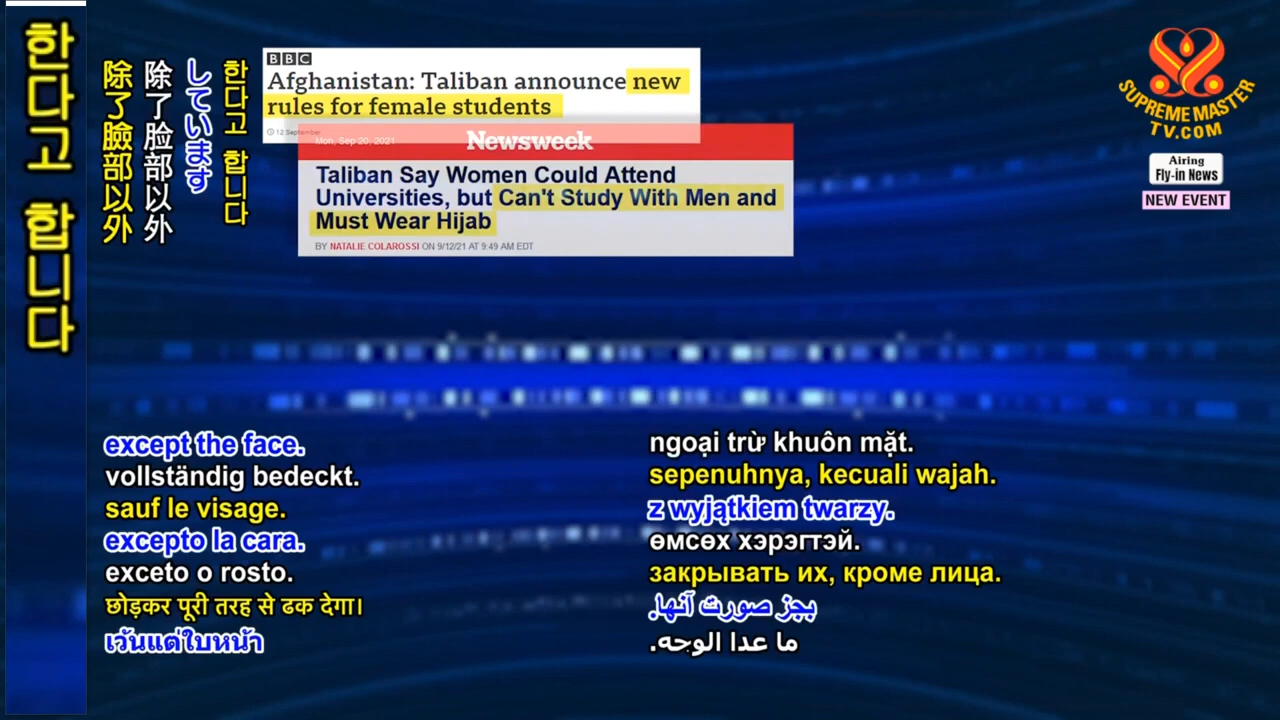 한다고 합니다
除了臉部以外
除了脸部以外
しています
한다고 합니다
BBC
Afghanistan: Taliban announce new
rules for female students
12 September
Mon, Sep 20, 2021
Newsweek
Taliban Say Women Could Attend
Universities, but Can't Study With Men and
Must Wear Hijab
BY NATALIE COLAROSSI ON 9/12/21 AT 9:49 AM EDT
SUPREME MASTER
TV.COM
Airing
Fly-in News
NEW EVENT
except the face.
vollständig bedeckt.
sauf le visage.
excepto la cara.
exceto o rosto.
छोड़कर पूरी तरह से ढक देगा।
เว้นแต่ใบหน้า
ngoại trừ khuôn mặt.
sepenuhnya, kecuali wajah.
z wyjątkiem twarzy.
өмсөх хэрэгтэй.
закрывать их, кроме лица.
بجز صورت آنها.
ما عدا الوجه.